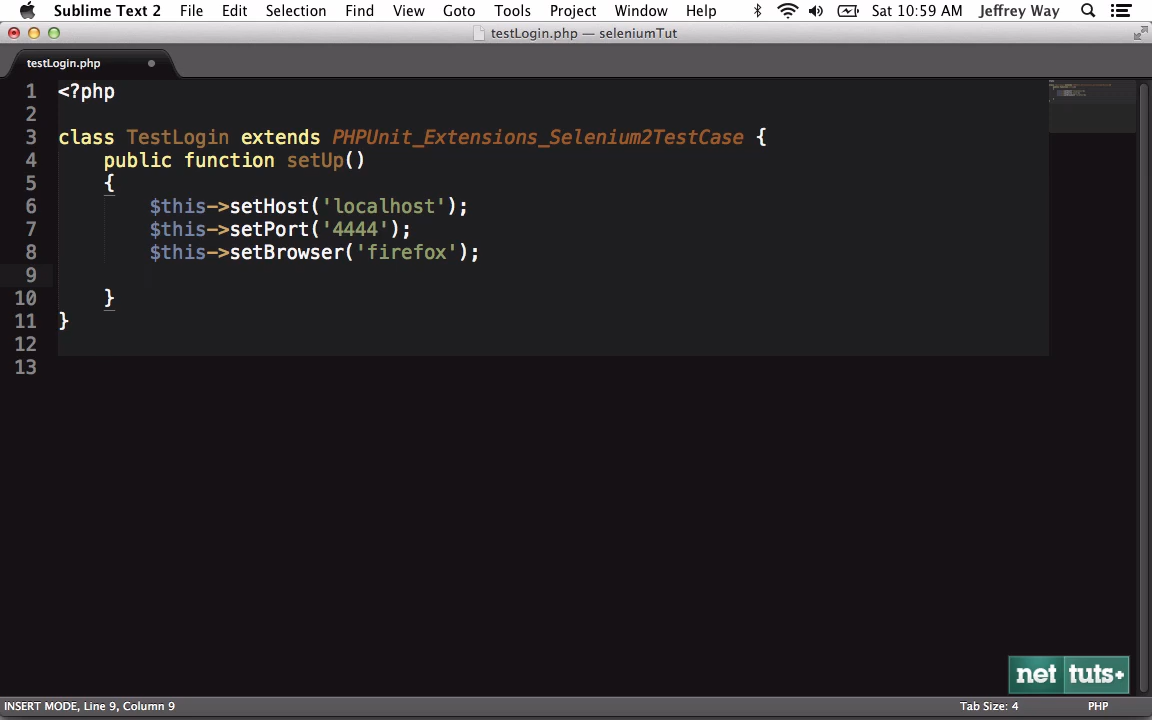 Sublime Text 2 File Edit Selection Find View Goto Tools Project Window Help Sat 10:59 AM Jeffrey Way
testLogin.php — seleniumTut
testLogin.php
1 <?php
2
3 class TestLogin extends PHPUnit_Extensions_Selenium2TestCase {
4 public function setUp()
5 {
6 $this->setHost('localhost');
7 $this->setPort('4444');
8 $this->setBrowser('firefox');
9
10 }
11 }
12
13
net tuts+
INSERT MODE, Line 9, Column 9 Tab Size: 4 PHP